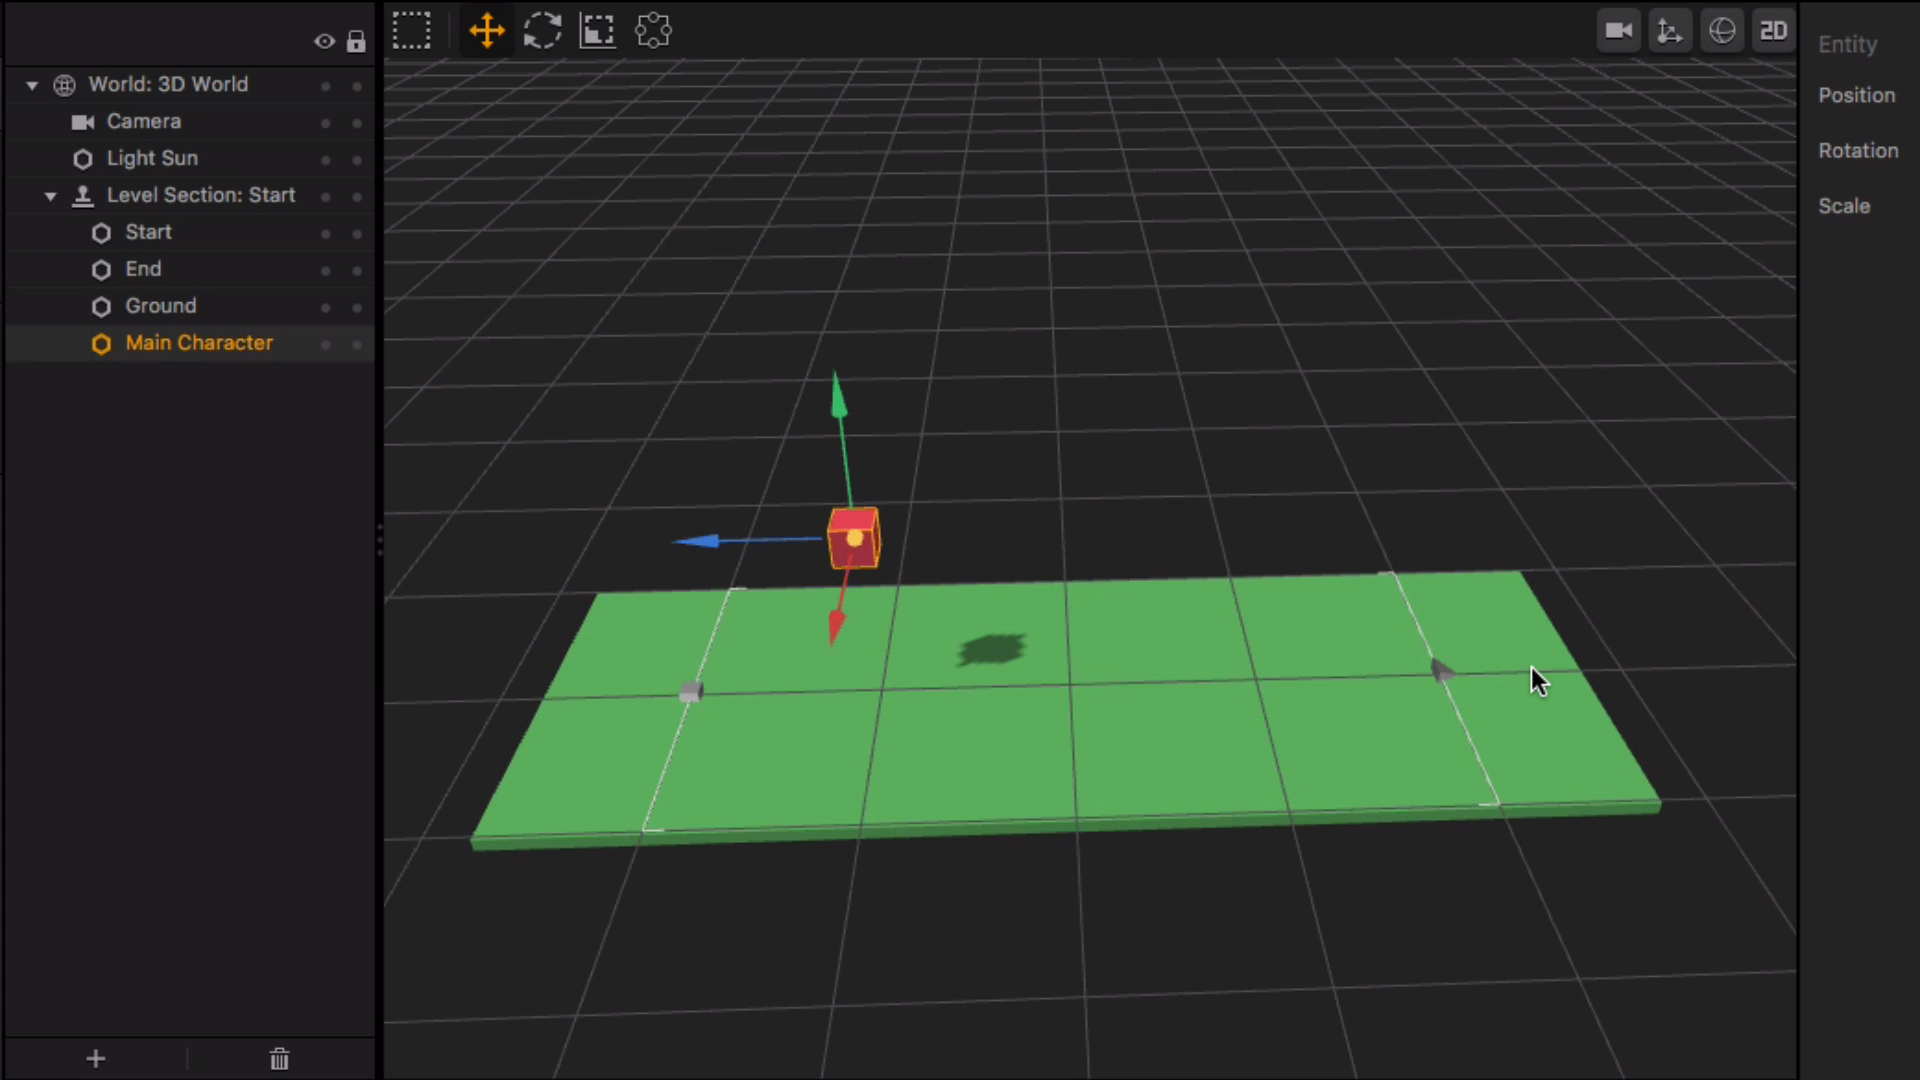 World: 3D World
Camera
Light Sun
Level Section: Start
Start
End
Ground
Main Character
2D
Entity
Position
Rotation
Scale